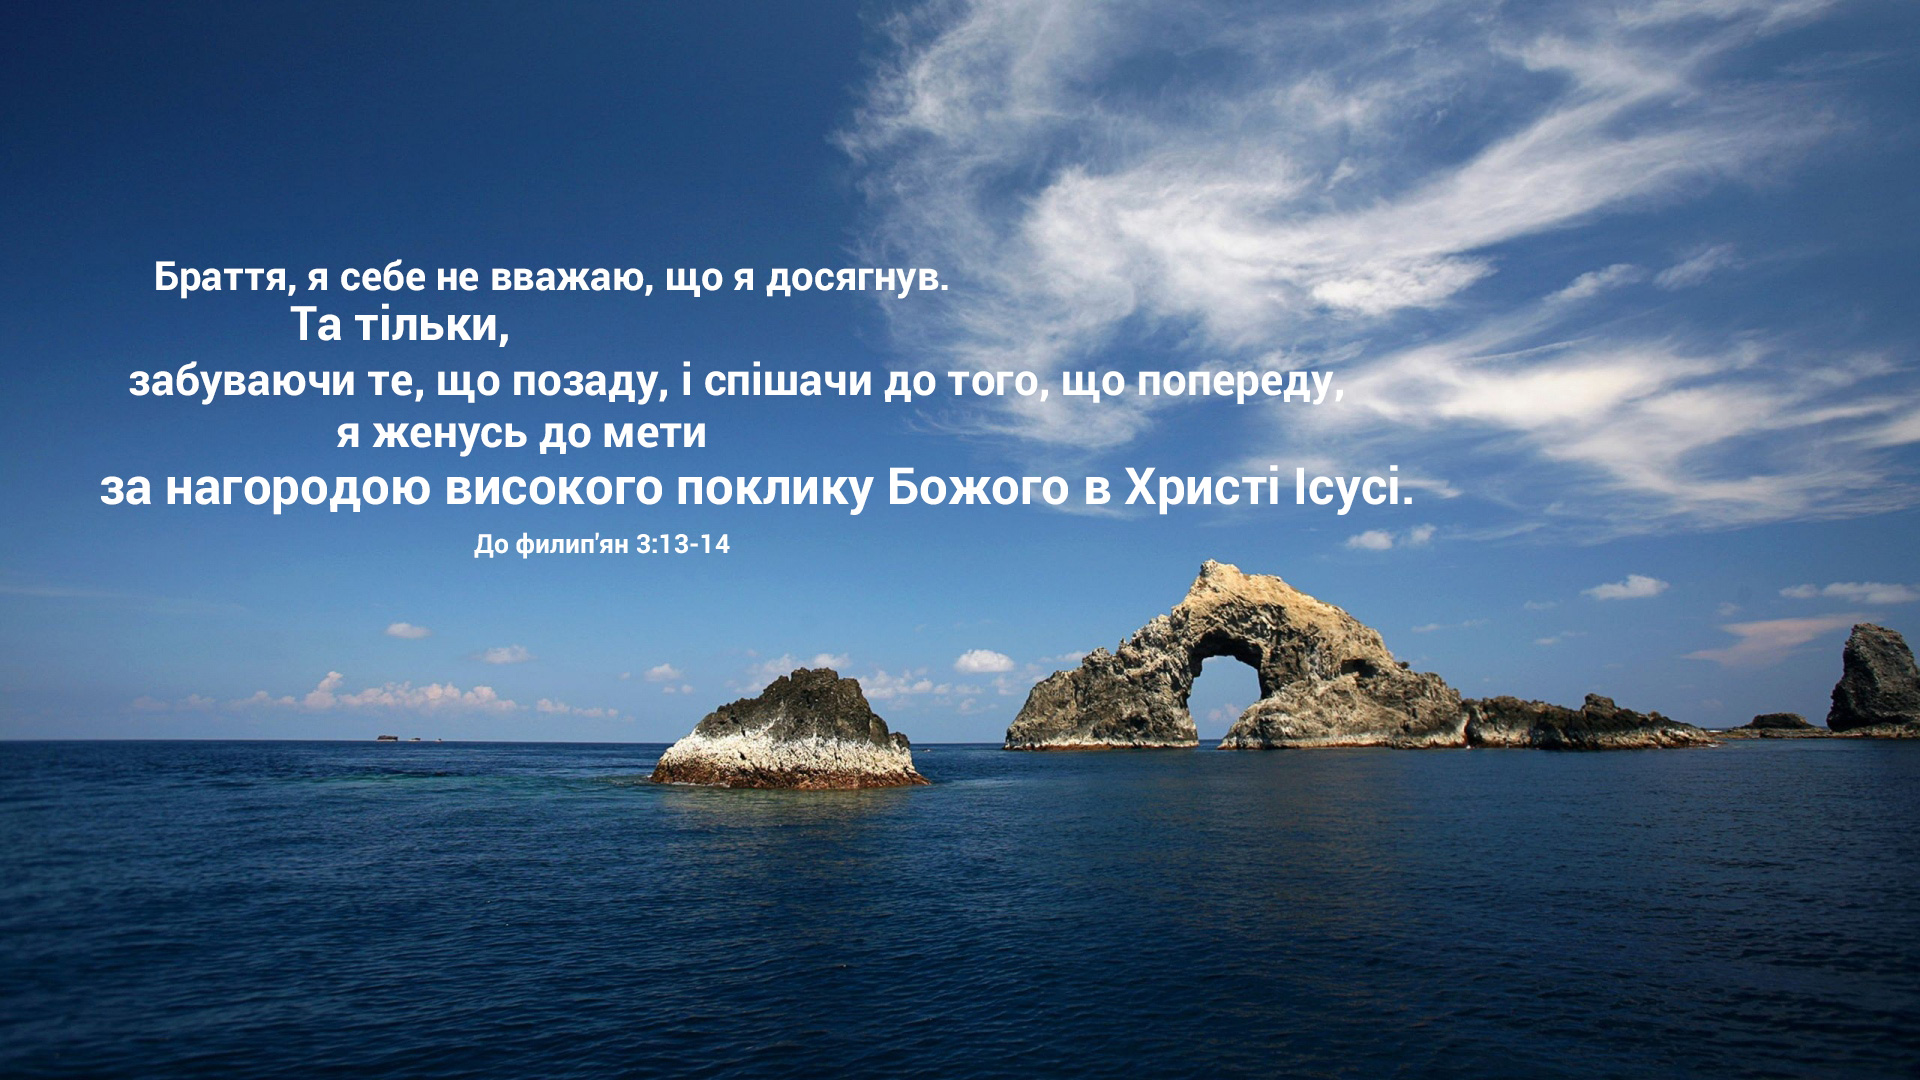 Браття, я себе не вважаю, що я досягнув.
Та тільки,
забуваючи те, що позаду, і спішачи до того, що попереду,
я женусь до мети
за нагородою високого поклику Божого в Христі Ісусі.
До филип'ян 3:13-14